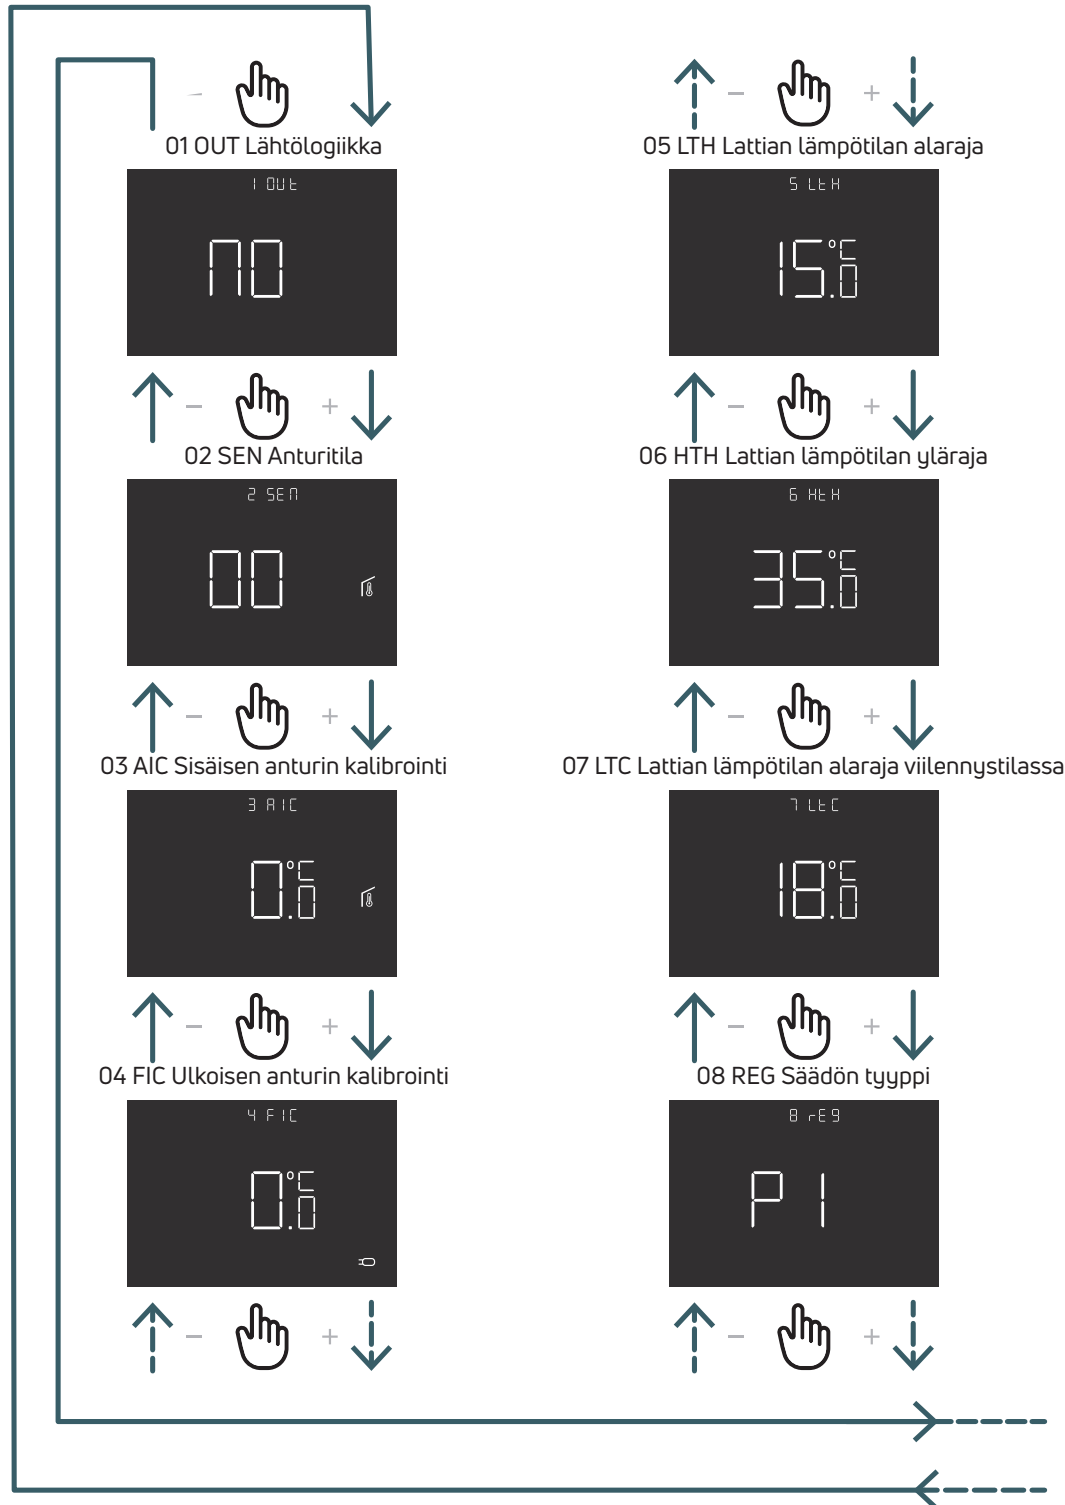 01 OUT Lähtölogiikka
1 OUt
NO
02 SEN Anturitila
2 SEN
00
03 AIC Sisäisen anturin kalibrointi
3 AIC
0.0 °C
04 FIC Ulkoisen anturin kalibrointi
4 FIC
0.0 °C
05 LTH Lattian lämpötilan alaraja
5 LtH
15.0 °C
06 HTH Lattian lämpötilan yläraja
6 HtH
35.0 °C
07 LTC Lattian lämpötilan alaraja viilennystilassa
7 LtC
18.0 °C
08 REG Säädön tyyppi
8 rEg
PI